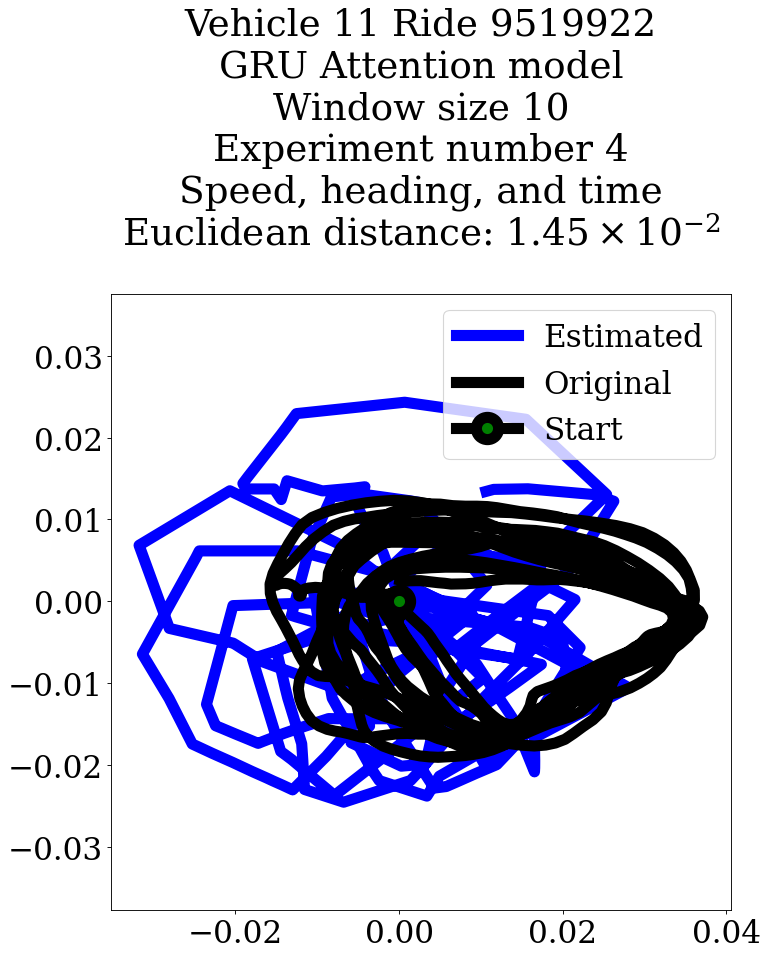 Vehicle 11 Ride 9519922
GRU Attention model
Window size 10
Experiment number 4
Speed, heading, and time
Euclidean distance: 1.45 × 10⁻²
Estimated
Original
Start
0.03
0.02
0.01
0.00
−0.01
−0.02
−0.03
−0.02 0.00 0.02 0.04